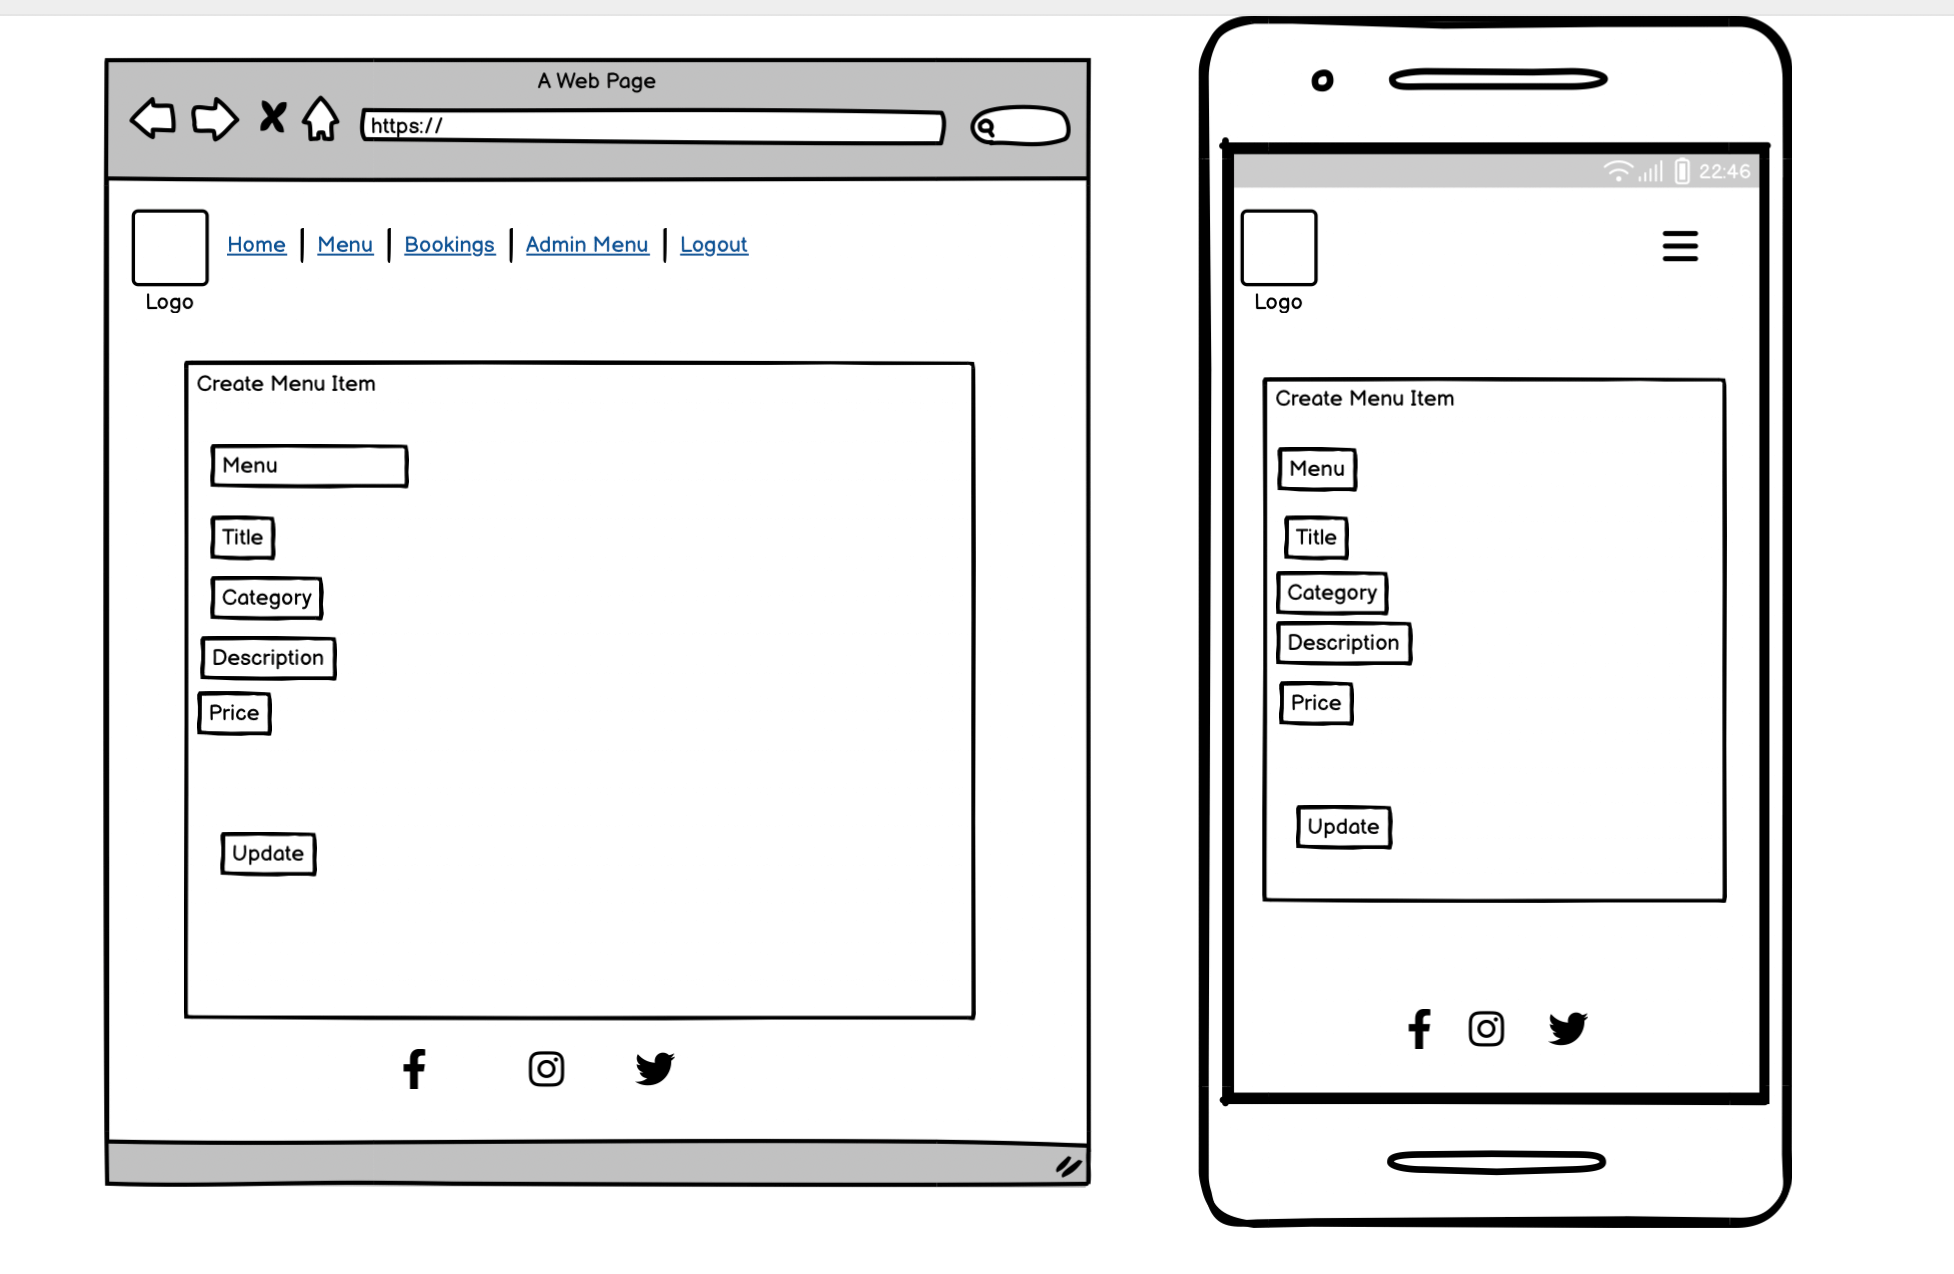 A Web Page
https://
Home | Menu | Bookings | Admin Menu | Logout
Logo
Create Menu Item
Menu
Title
Category
Description
Price
Update
22:46
Logo
Create Menu Item
Menu
Title
Category
Description
Price
Update